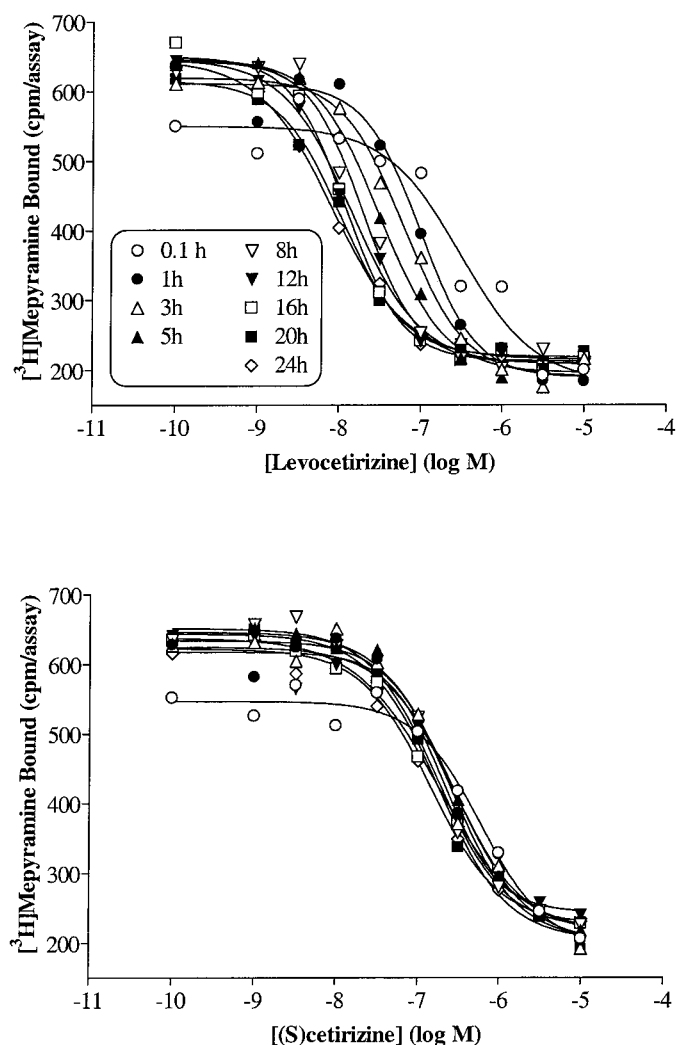 700
600
500
400
300
200
[³H]Mepyramine Bound (cpm/assay)
0.1 h
1h
3h
5h
8h
12h
16h
20h
24h
-11 -10 -9 -8 -7 -6 -5 -4
[Levocetirizine] (log M)
700
600
500
400
300
200
[³H]Mepyramine Bound (cpm/assay)
-11 -10 -9 -8 -7 -6 -5 -4
[(S)cetirizine] (log M)